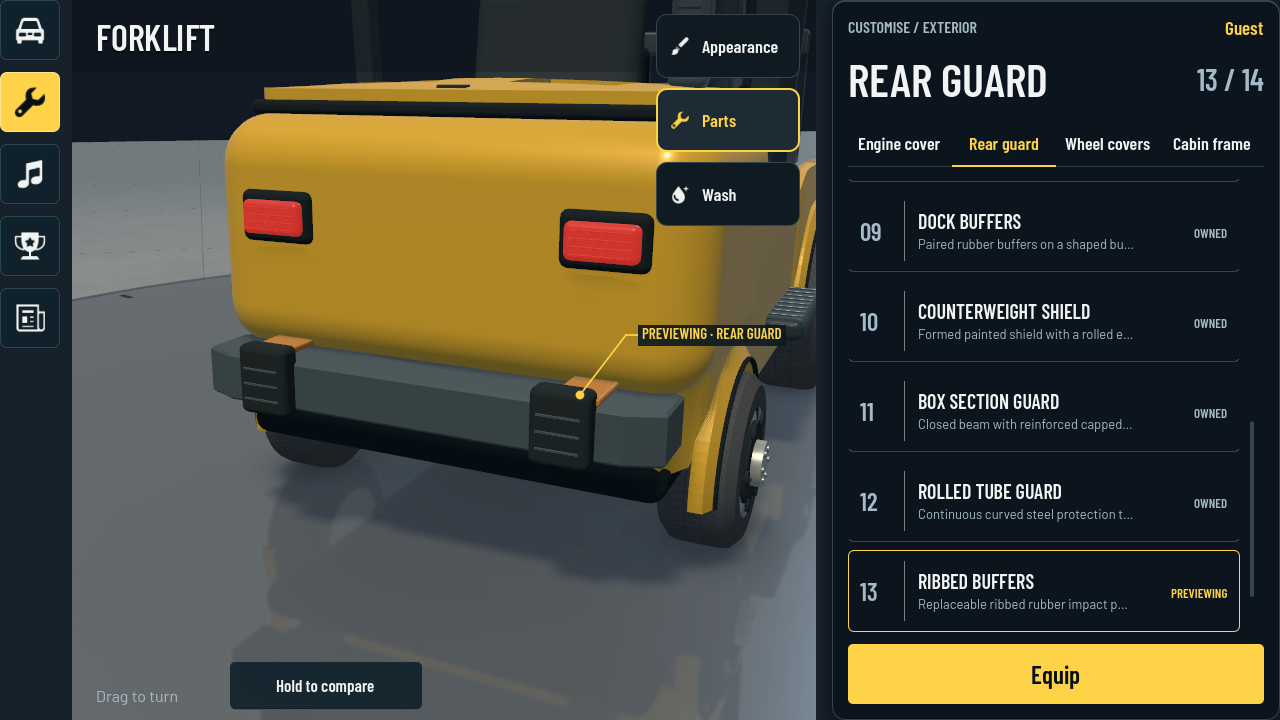 FORKLIFT
Appearance
Parts
Wash
PREVIEWING · REAR GUARD
Drag to turn
Hold to compare
CUSTOMISE / EXTERIOR
Guest
REAR GUARD
13 / 14
Engine cover
Rear guard
Wheel covers
Cabin frame
09
DOCK BUFFERS
Paired rubber buffers on a shaped bu...
OWNED
10
COUNTERWEIGHT SHIELD
Formed painted shield with a rolled e...
OWNED
11
BOX SECTION GUARD
Closed beam with reinforced capped...
OWNED
12
ROLLED TUBE GUARD
Continuous curved steel protection t...
OWNED
13
RIBBED BUFFERS
Replaceable ribbed rubber impact p...
PREVIEWING
Equip